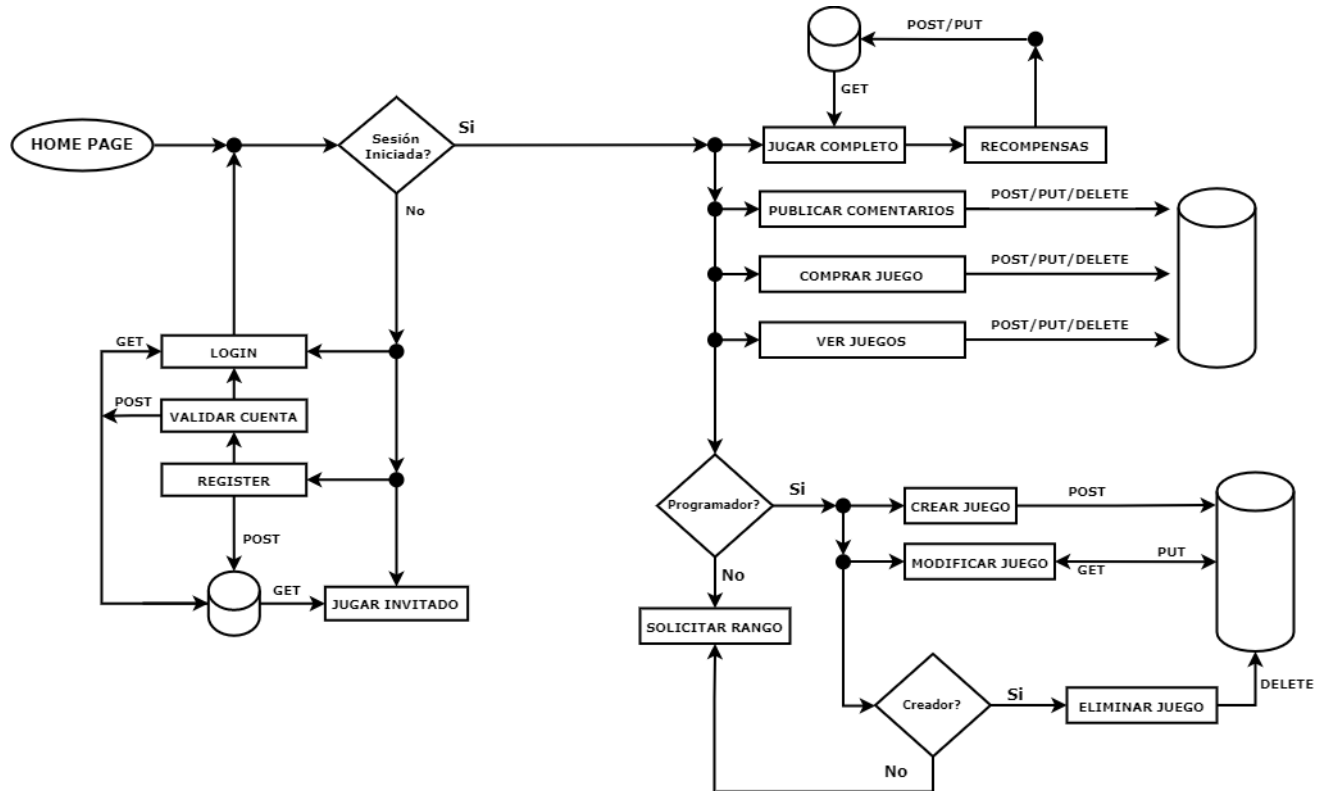 POST/PUT
GET
HOME PAGE
Sesión
Iniciada?
Si
JUGAR COMPLETO
RECOMPENSAS
No
PUBLICAR COMENTARIOS
POST/PUT/DELETE
COMPRAR JUEGO
POST/PUT/DELETE
VER JUEGOS
POST/PUT/DELETE
GET
LOGIN
POST
VALIDAR CUENTA
REGISTER
POST
GET
JUGAR INVITADO
Programador?
Si
CREAR JUEGO
POST
MODIFICAR JUEGO
PUT
GET
No
SOLICITAR RANGO
Creador?
Si
ELIMINAR JUEGO
DELETE
No